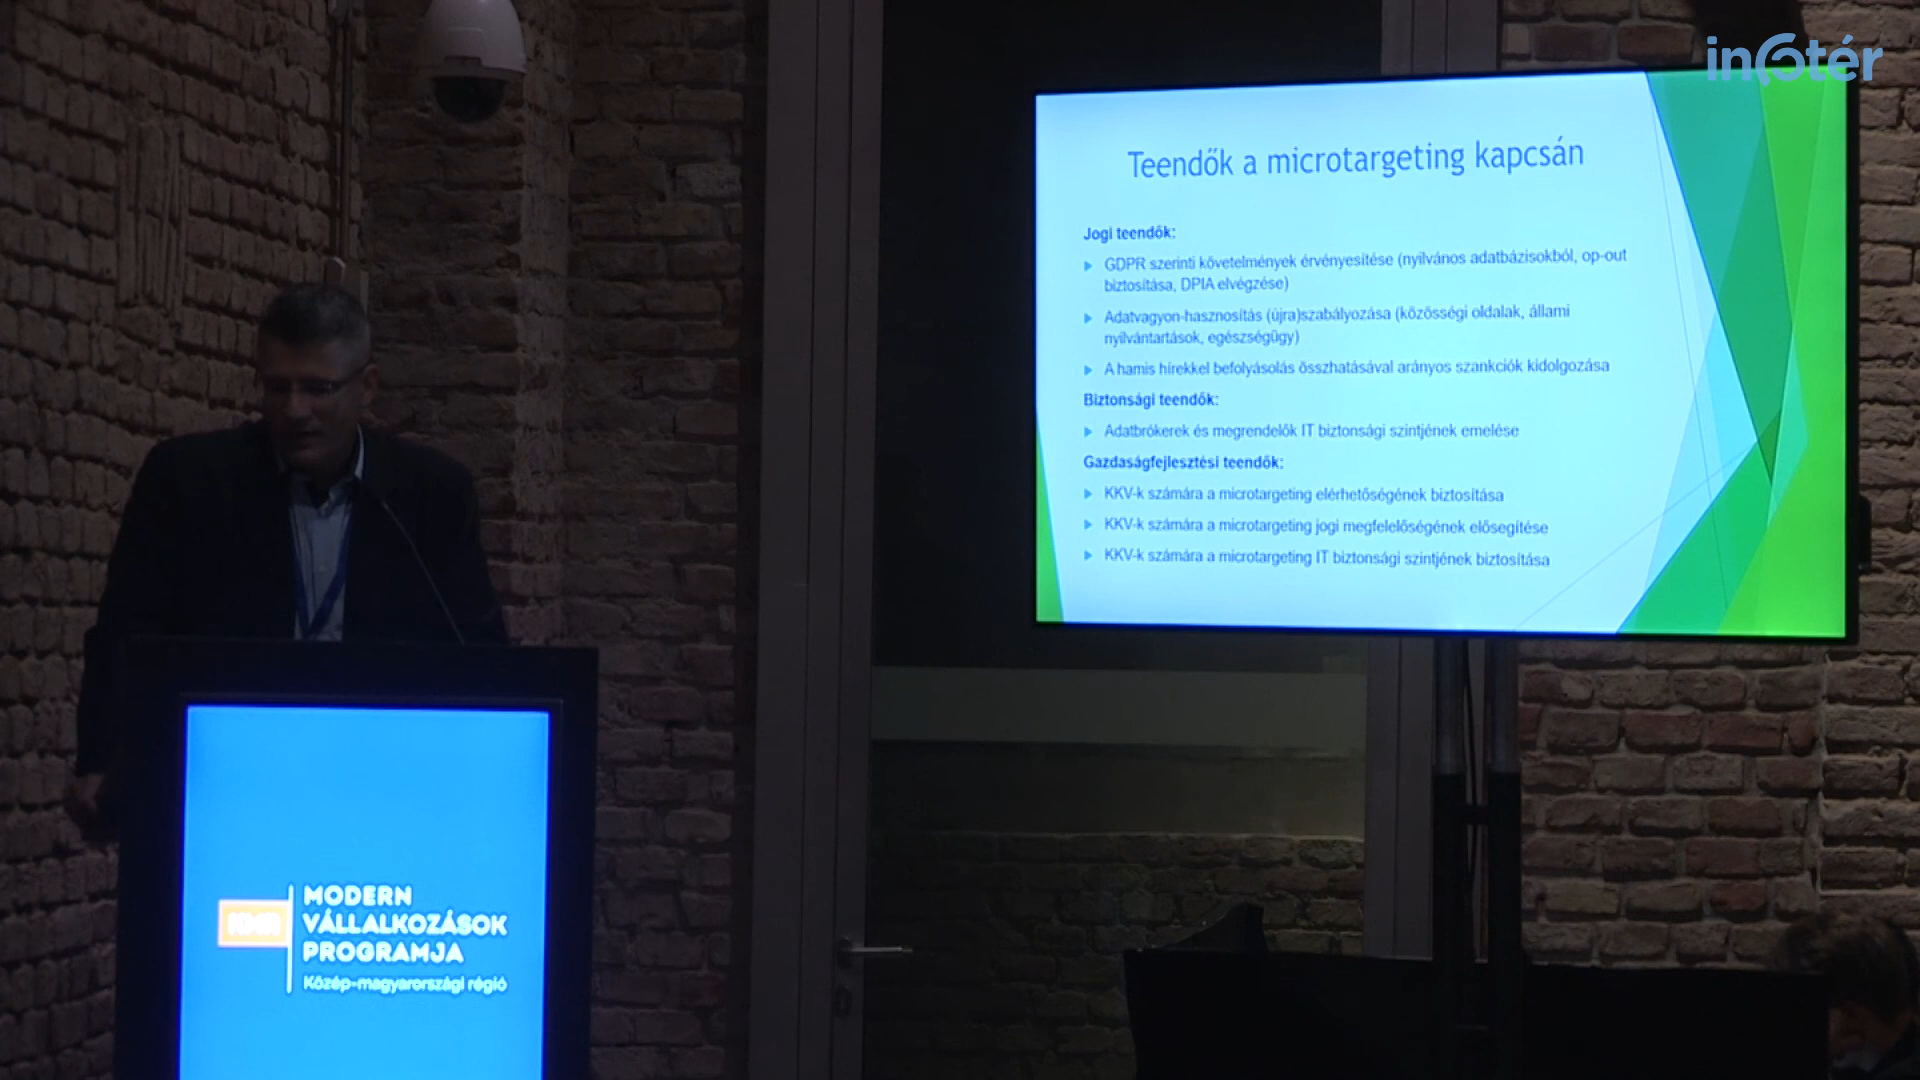 infotér
Teendők a microtargeting kapcsán
Jogi teendők:
GDPR szerinti követelmények érvényesítése (nyilvános adatbázisokból, op-out
biztosítása, DPIA elvégzése)
Adatvagyon-hasznosítás (újra)szabályozása (közösségi oldalak, állami
nyilvántartások, egészségügy)
A hamis hírekkel befolyásolás összhatásával arányos szankciók kidolgozása
Biztonsági teendők:
Adatbrókerek és megrendelők IT biztonsági szintjének emelése
Gazdaságfejlesztési teendők:
KKV-k számára a microtargeting elérhetőségének biztosítása
KKV-k számára a microtargeting jogi megfelelőségének elősegítése
KKV-k számára a microtargeting IT biztonsági szintjének biztosítása
MODERN
VÁLLALKOZÁSOK
PROGRAMJA
Közép-magyarországi régió